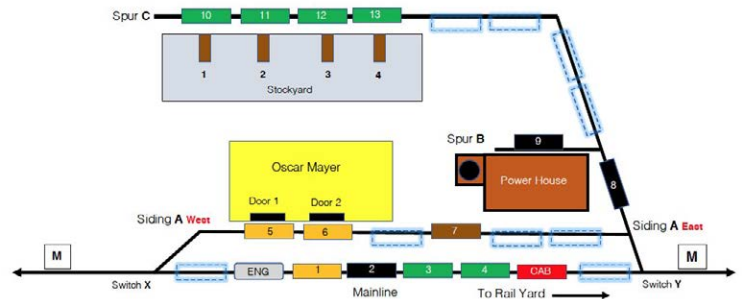 Spur C
10 11 12 13
1 2 3 4
Stockyard
Spur B
9
Oscar Mayer
Power House
8
Door 1 Door 2
Siding A West
5 6 7
Siding A East
M
M
ENG 1 2 3 4 CAB
Switch X
Mainline
To Rail Yard
Switch Y